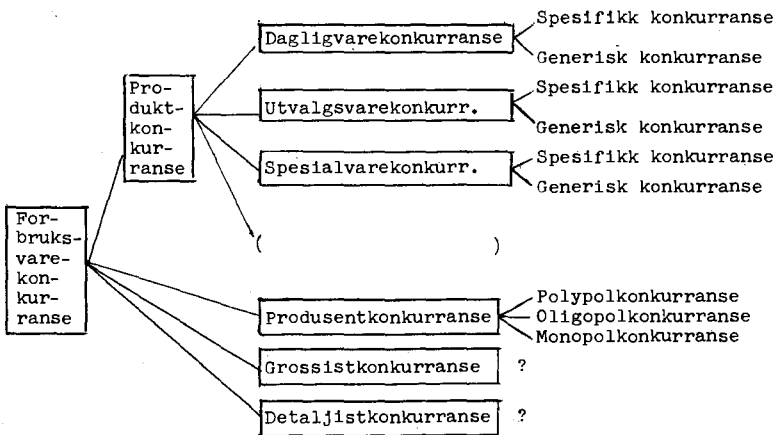 Spesifikk konkurranse
Dagligvarekonkurranse
Generisk konkurranse
Pro-
dukt-
kon-
kur-
ranse
Spesifikk konkurranse
Utvalgsvarekonkurr.
Generisk konkurranse
Spesifikk konkurranse
Spesialvarekonkurr.
Generisk konkurranse
For-
bruks-
vare-
kon-
kur-
ranse
( )
Polypolkonkurranse
Produsentkonkurranse
Oligopolkonkurranse
Monopolkonkurranse
Grossistkonkurranse ?
Detaljistkonkurranse ?